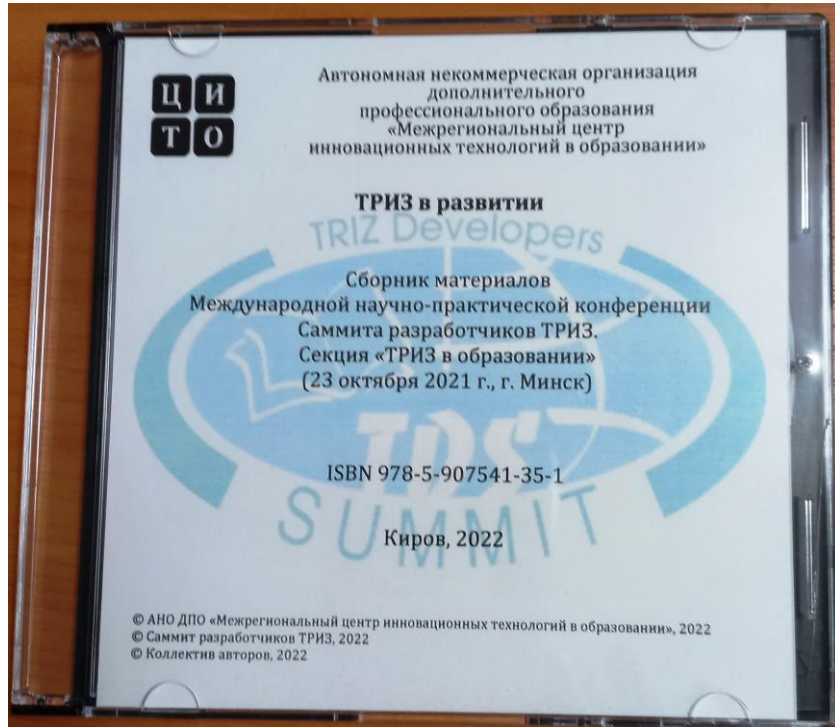 ЦИ
ТО
Автономная некоммерческая организация
дополнительного
профессионального образования
«Межрегиональный центр
инновационных технологий в образовании»
ТРИЗ в развитии
TRIZ Developers
Сборник материалов
Международной научно-практической конференции
Саммита разработчиков ТРИЗ.
Секция «ТРИЗ в образовании»
(23 октября 2021 г., г. Минск)
TDS
ISBN 978-5-907541-35-1
SUMMIT
Киров, 2022
© АНО ДПО «Межрегиональный центр инновационных технологий в образовании», 2022
© Саммит разработчиков ТРИЗ, 2022
© Коллектив авторов, 2022